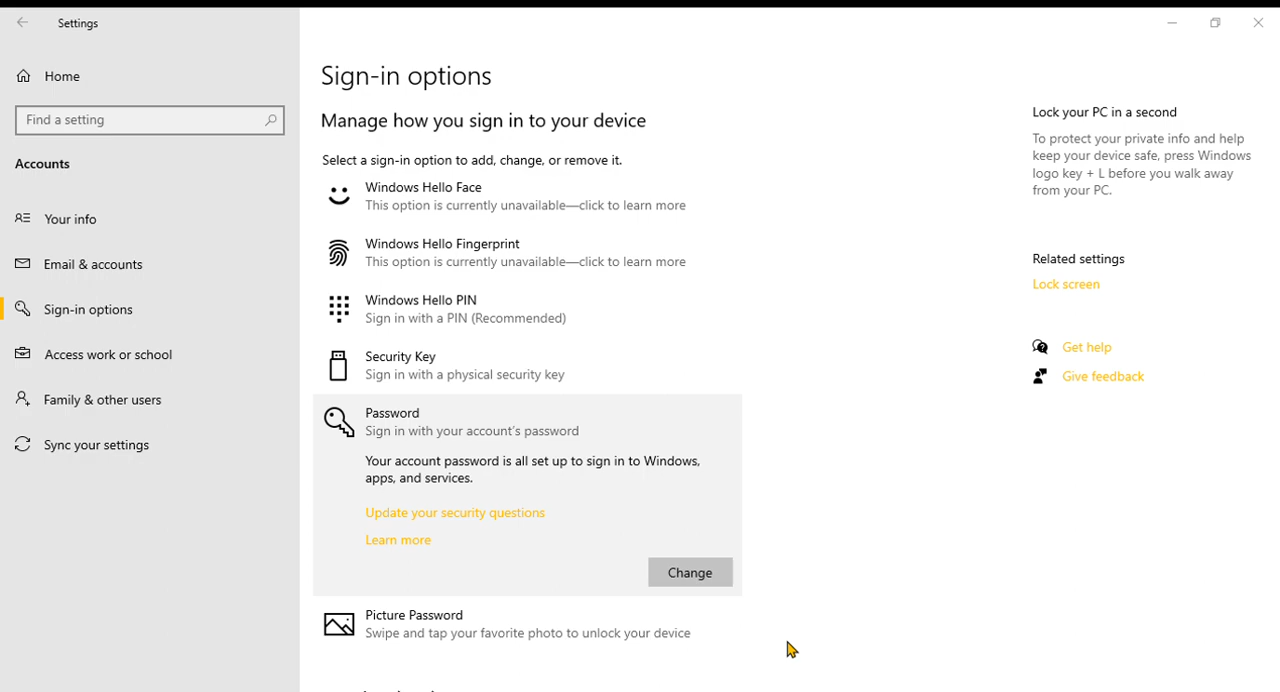 Settings
Home
Find a setting
Accounts
Your info
Email & accounts
Sign-in options
Access work or school
Family & other users
Sync your settings
Sign-in options
Manage how you sign in to your device
Select a sign-in option to add, change, or remove it.
Windows Hello Face
This option is currently unavailable—click to learn more
Windows Hello Fingerprint
This option is currently unavailable—click to learn more
Windows Hello PIN
Sign in with a PIN (Recommended)
Security Key
Sign in with a physical security key
Password
Sign in with your account's password
Your account password is all set up to sign in to Windows,
apps, and services.
Update your security questions
Learn more
Change
Picture Password
Swipe and tap your favorite photo to unlock your device
Lock your PC in a second
To protect your private info and help
keep your device safe, press Windows
logo key + L before you walk away
from your PC.
Related settings
Lock screen
Get help
Give feedback